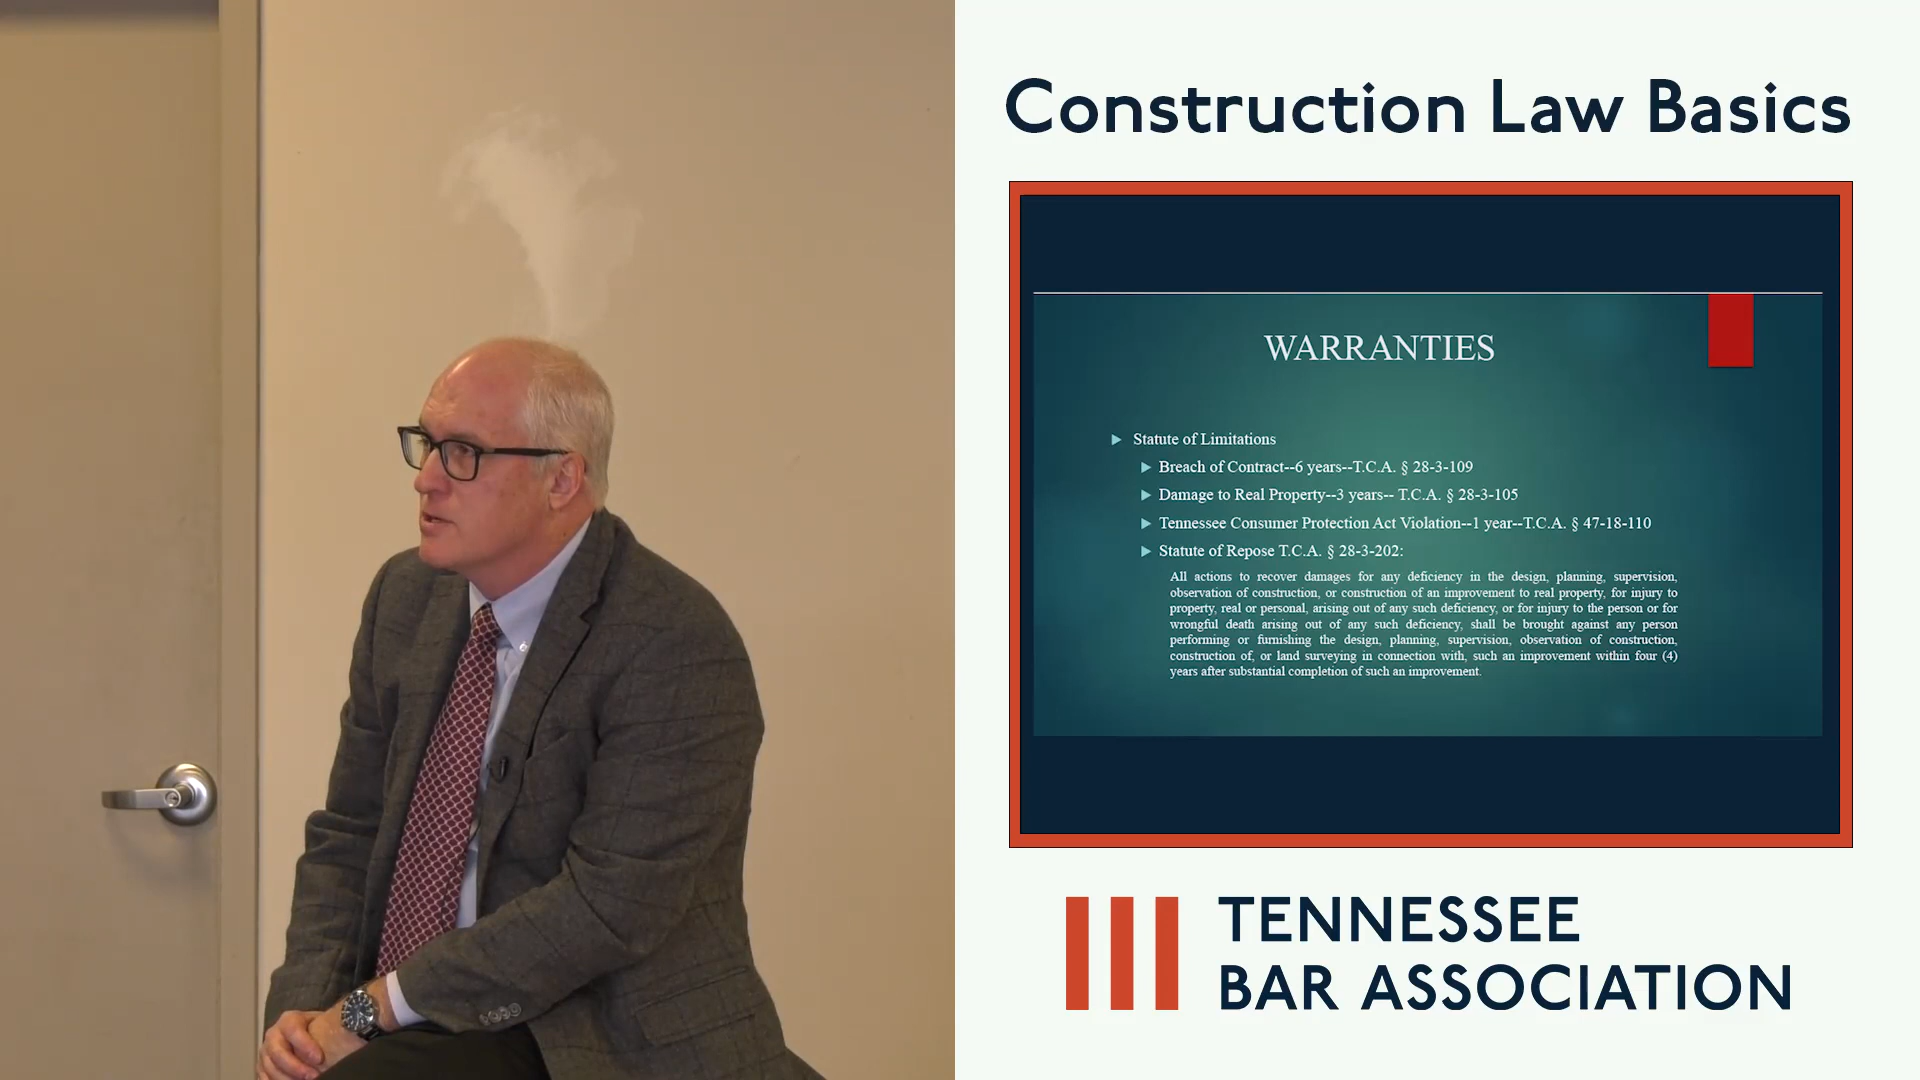 Construction Law Basics
WARRANTIES
Statute of Limitations
Breach of Contract--6 years--T.C.A. § 28-3-109
Damage to Real Property--3 years-- T.C.A. § 28-3-105
Tennessee Consumer Protection Act Violation--1 year--T.C.A. § 47-18-110
Statute of Repose T.C.A. § 28-3-202:
All actions to recover damages for any deficiency in the design, planning, supervision,
observation of construction, or construction of an improvement to real property, for injury to
property, real or personal, arising out of any such deficiency, or for injury to the person or for
wrongful death arising out of any such deficiency, shall be brought against any person
performing or furnishing the design, planning, supervision, observation of construction,
construction of, or land surveying in connection with, such an improvement within four (4)
years after substantial completion of such an improvement.
TENNESSEE
BAR ASSOCIATION